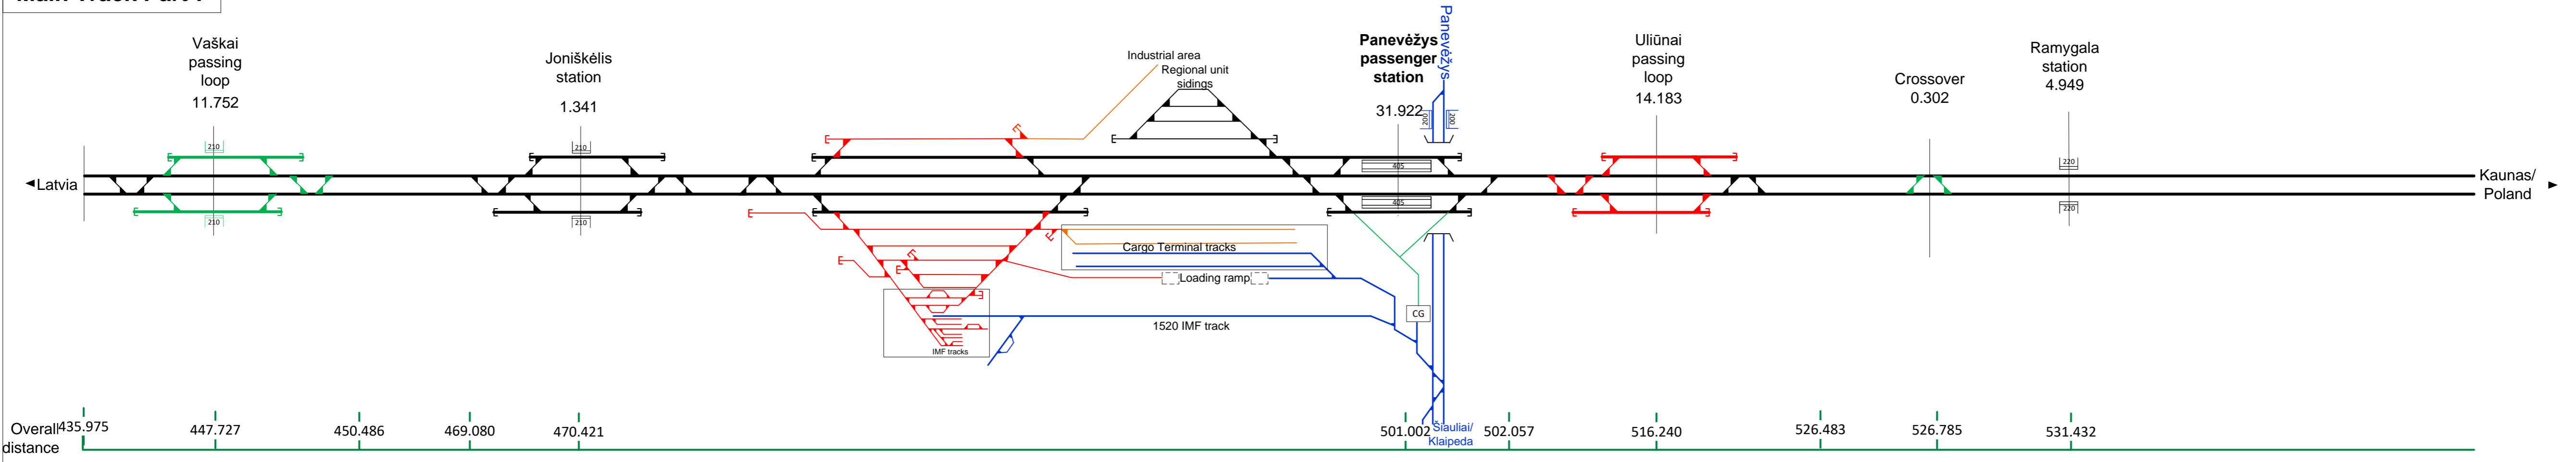 Vaškai
passing
loop
11.752
Joniškėlis
station
1.341
Industrial area
Regional unit
sidings
Panevėžys
passenger
station
31.922
Panevėžys
Uliūnai
passing
loop
14.183
Crossover
0.302
Ramygala
station
4.949
210
210
405
200
200
220
Latvia
Kaunas/
Poland
210
210
405
220
Cargo Terminal tracks
Loading ramp
CG
1520 IMF track
IMF tracks
Overall
distance
435.975
447.727
450.486
469.080
470.421
501.002
Šiauliai/
Klaipeda
502.057
516.240
526.483
526.785
531.432